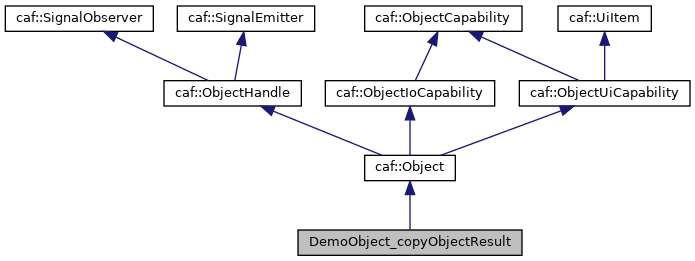 caf::SignalObserver
caf::SignalEmitter
caf::ObjectCapability
caf::UiItem
caf::ObjectHandle
caf::ObjectIoCapability
caf::ObjectUiCapability
caf::Object
DemoObject_copyObjectResult